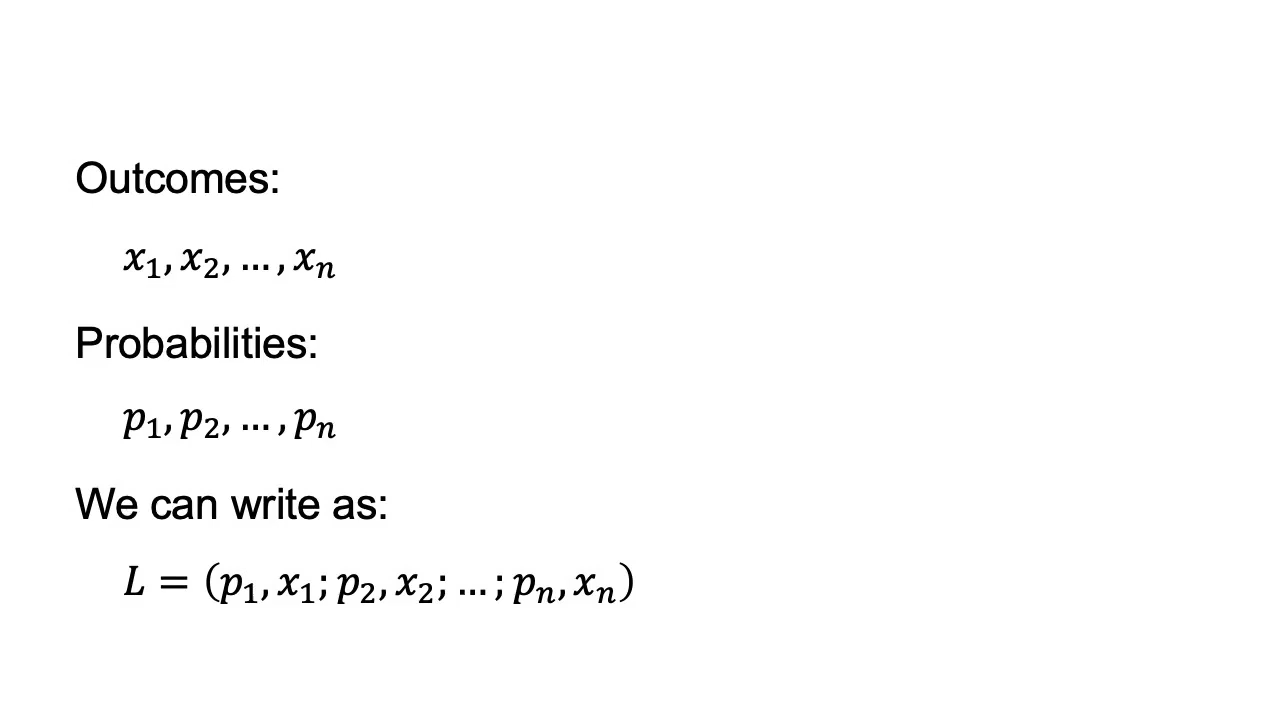 Outcomes:
x₁, x₂, … , xₙ
Probabilities:
p₁, p₂, … , pₙ
We can write as:
L = (p₁, x₁; p₂, x₂; … ; pₙ, xₙ)